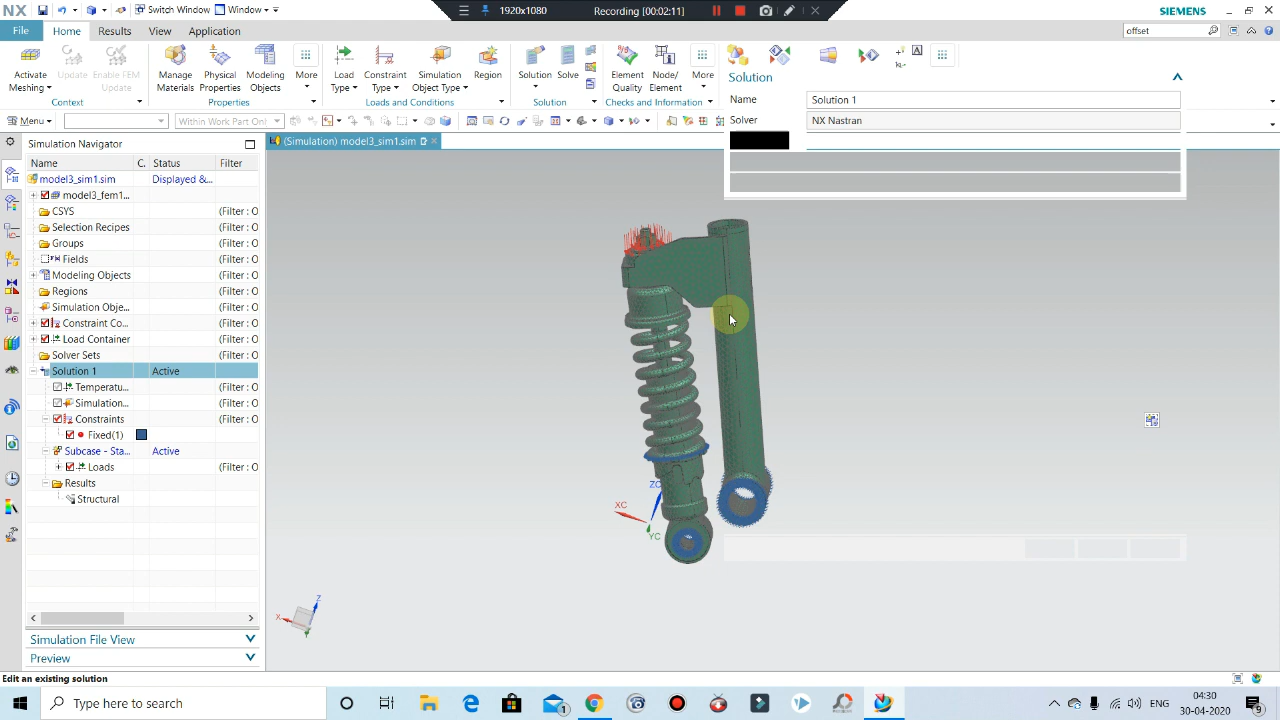 NX
Switch Window
Window
1920x1080
Recording [00:02:11]
SIEMENS
File
Home
Results
View
Application
offset
Activate Meshing
Update
Enable FEM Update
Manage Materials
Physical Properties
Modeling Objects
More
Load Type
Constraint Type
Simulation Object Type
Region
Solution
Solve
Element Quality
Node/ Element
More
Context
Properties
Loads and Conditions
Solution
Checks and Information
Menu
Within Work Part On
Solution
Name
Solution 1
Solver
NX Nastran
Simulation Navigator
(Simulation) model3_sim1.sim
Name
C.
Status
Filter
model3_sim1.sim
Displayed &...
model3_fem1...
CSYS
(Filter : O
Selection Recipes
(Filter : O
Groups
(Filter : O
Fields
(Filter : O
Modeling Objects
(Filter : O
Regions
(Filter : O
Simulation Obje...
(Filter : O
Constraint Co...
(Filter : O
Load Container
(Filter : O
Solver Sets
(Filter : O
Solution 1
Active
Temperatu...
(Filter : O
Simulation...
(Filter : O
Constraints
(Filter : O
Fixed(1)
Subcase - Sta...
Active
Loads
(Filter : O
Results
Structural
ZC
XC
YC
Z
X
Simulation File View
Preview
Edit an existing solution
Type here to search
1
ENG
04:30
30-04-2020
9